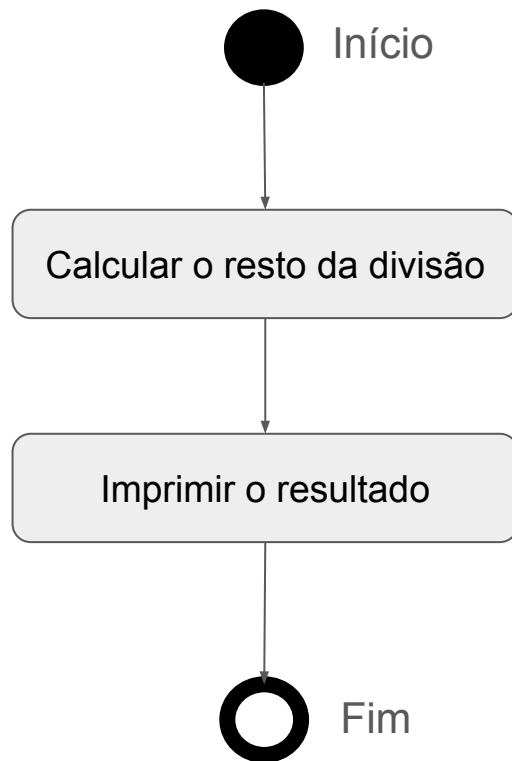 Início
Calcular o resto da divisão
Imprimir o resultado
Fim